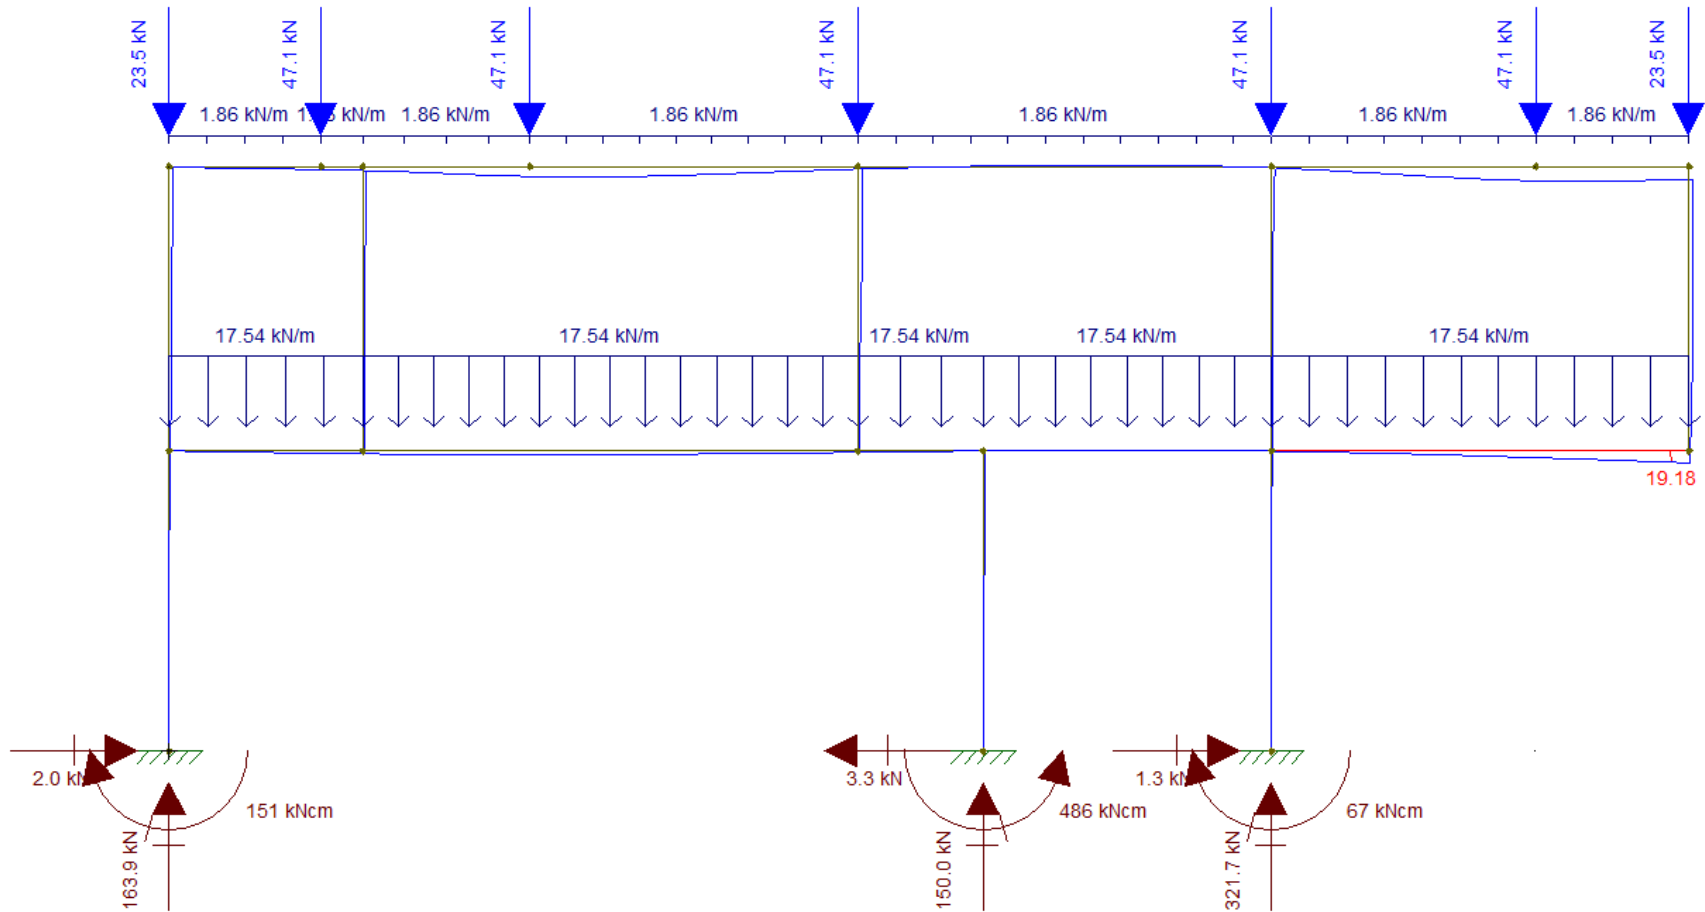 23.5 kN
47.1 kN
47.1 kN
47.1 kN
47.1 kN
47.1 kN
23.5 kN
1.86 kN/m
1.86 kN/m
1.86 kN/m
1.86 kN/m
1.86 kN/m
1.86 kN/m
17.54 kN/m
17.54 kN/m
17.54 kN/m
17.54 kN/m
17.54 kN/m
19.18
2.0 kN
3.3 kN
1.3 kN
151 kNcm
486 kNcm
67 kNcm
163.9 kN
150.0 kN
321.7 kN